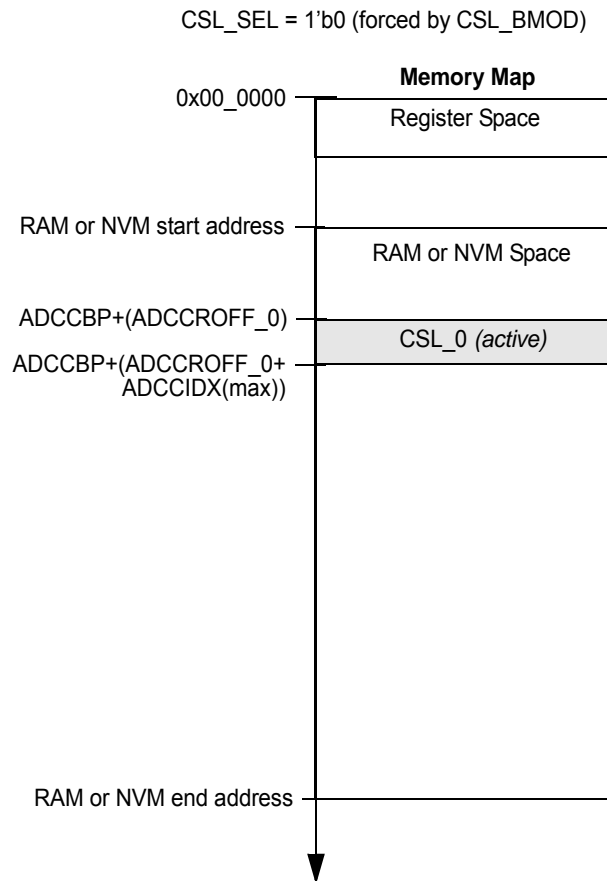 CSL_SEL = 1'b0 (forced by CSL_BMOD)
Memory Map
0x00_0000
Register Space
RAM or NVM start address
RAM or NVM Space
ADCCBP+(ADCCROFF_0)
CSL_0 (active)
ADCCBP+(ADCCROFF_0+
ADCCIDX(max))
RAM or NVM end address